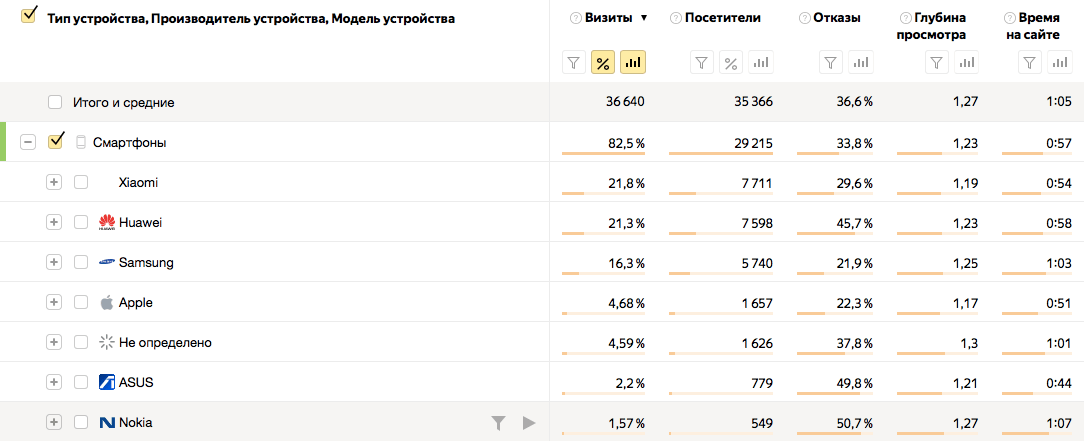 Тип устройства, Производитель устройства, Модель устройства
Визиты ▼ Посетители Отказы Глубина просмотра Время на сайте
Итого и средние 36 640 35 366 36,6 % 1,27 1:05
Смартфоны 82,5 % 29 215 33,8 % 1,23 0:57
Xiaomi 21,8 % 7 711 29,6 % 1,19 0:54
HUAWEI Huawei 21,3 % 7 598 45,7 % 1,23 0:58
Samsung 16,3 % 5 740 21,9 % 1,25 1:03
Apple 4,68 % 1 657 22,3 % 1,17 0:51
Не определено 4,59 % 1 626 37,8 % 1,3 1:01
ASUS 2,2 % 779 49,8 % 1,21 0:44
Nokia 1,57 % 549 50,7 % 1,27 1:07